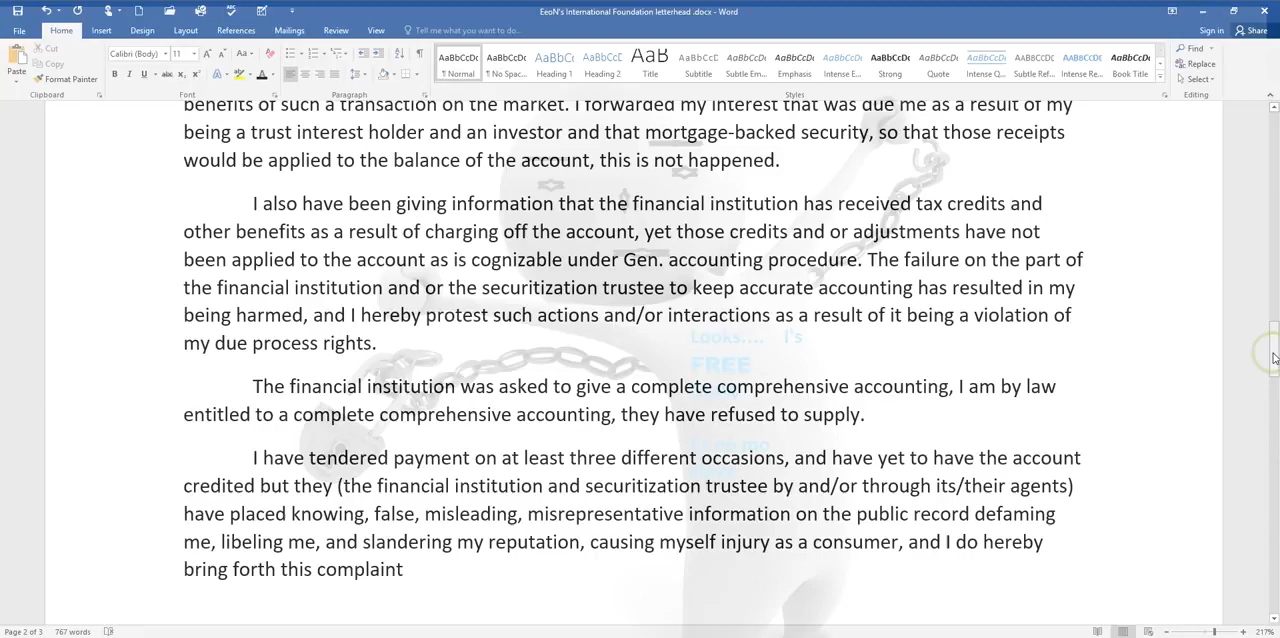 EeoN's International Foundation letterhead .docx - Word
File Home Insert Design Layout References Mailings Review View Tell me what you want to do... Sign in Share
Cut
Copy
Format Painter
Paste
Calibri (Body) 11
AaBbCcDc AaBbCcDc AaBbCc AaBbCcE AaB AaBbCcD AaBbCcDc AaBbCcDc AaBbCcDc AaBbCcDc AaBbCcDc AaBbCcDc AaBbCcDc AaBbCcDc AaBbCcDc
¶ Normal ¶ No Spac... Heading 1 Heading 2 Title Subtitle Subtle Em... Emphasis Intense E... Strong Quote Intense Q... Subtle Ref... Intense Re... Book Title
Find
Replace
Select
Clipboard Font Paragraph Styles Editing
benefits of such a transaction on the market. I forwarded my interest that was due me as a result of my
being a trust interest holder and an investor and that mortgage-backed security, so that those receipts
would be applied to the balance of the account, this is not happened.
I also have been giving information that the financial institution has received tax credits and
other benefits as a result of charging off the account, yet those credits and or adjustments have not
been applied to the account as is cognizable under Gen. accounting procedure. The failure on the part of
the financial institution and or the securitization trustee to keep accurate accounting has resulted in my
being harmed, and I hereby protest such actions and/or interactions as a result of it being a violation of
my due process rights.
Looks.... I's
FREE
The financial institution was asked to give a complete comprehensive accounting, I am by law
entitled to a complete comprehensive accounting, they have refused to supply.
I have tendered payment on at least three different occasions, and have yet to have the account
credited but they (the financial institution and securitization trustee by and/or through its/their agents)
have placed knowing, false, misleading, misrepresentative information on the public record defaming
me, libeling me, and slandering my reputation, causing myself injury as a consumer, and I do hereby
bring forth this complaint
Page 2 of 3 767 words 217%